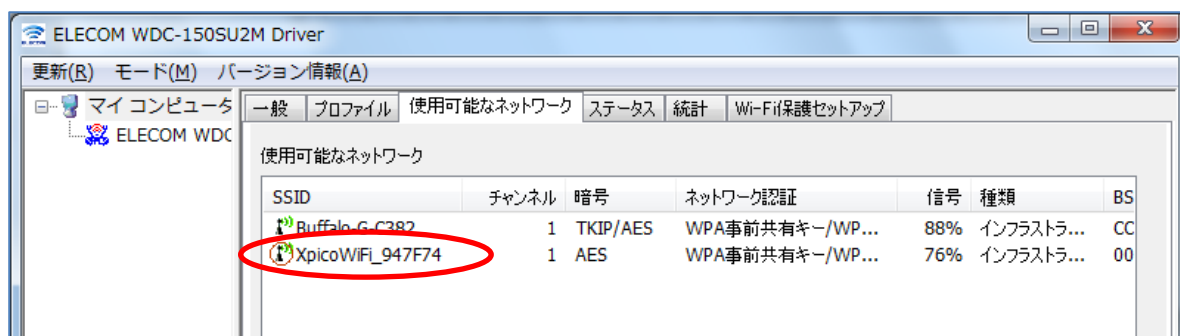 ELECOM WDC-150SU2M Driver
更新(R) モード(M) バージョン情報(A)
マイ コンピュータ
ELECOM WDC
一般 プロファイル 使用可能なネットワーク ステータス 統計 Wi-Fi保護セットアップ
使用可能なネットワーク
SSID チャンネル 暗号 ネットワーク認証 信号 種類 BS
Buffalo-G-C382 1 TKIP/AES WPA事前共有キー/WP... 88% インフラストラ... CC
XpicoWiFi_947F74 1 AES WPA事前共有キー/WP... 76% インフラストラ... 00